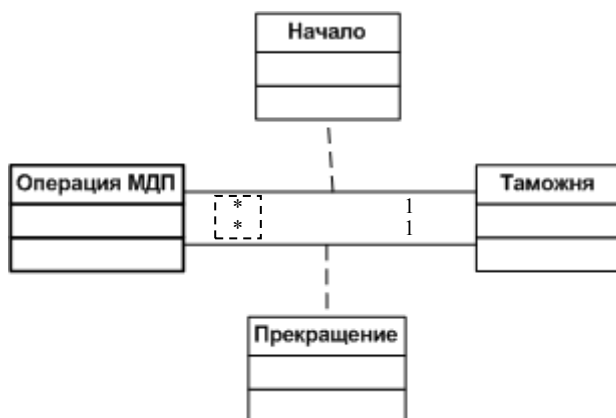 Начало
Операция МДП
Таможня
* 1
* 1
Прекращение